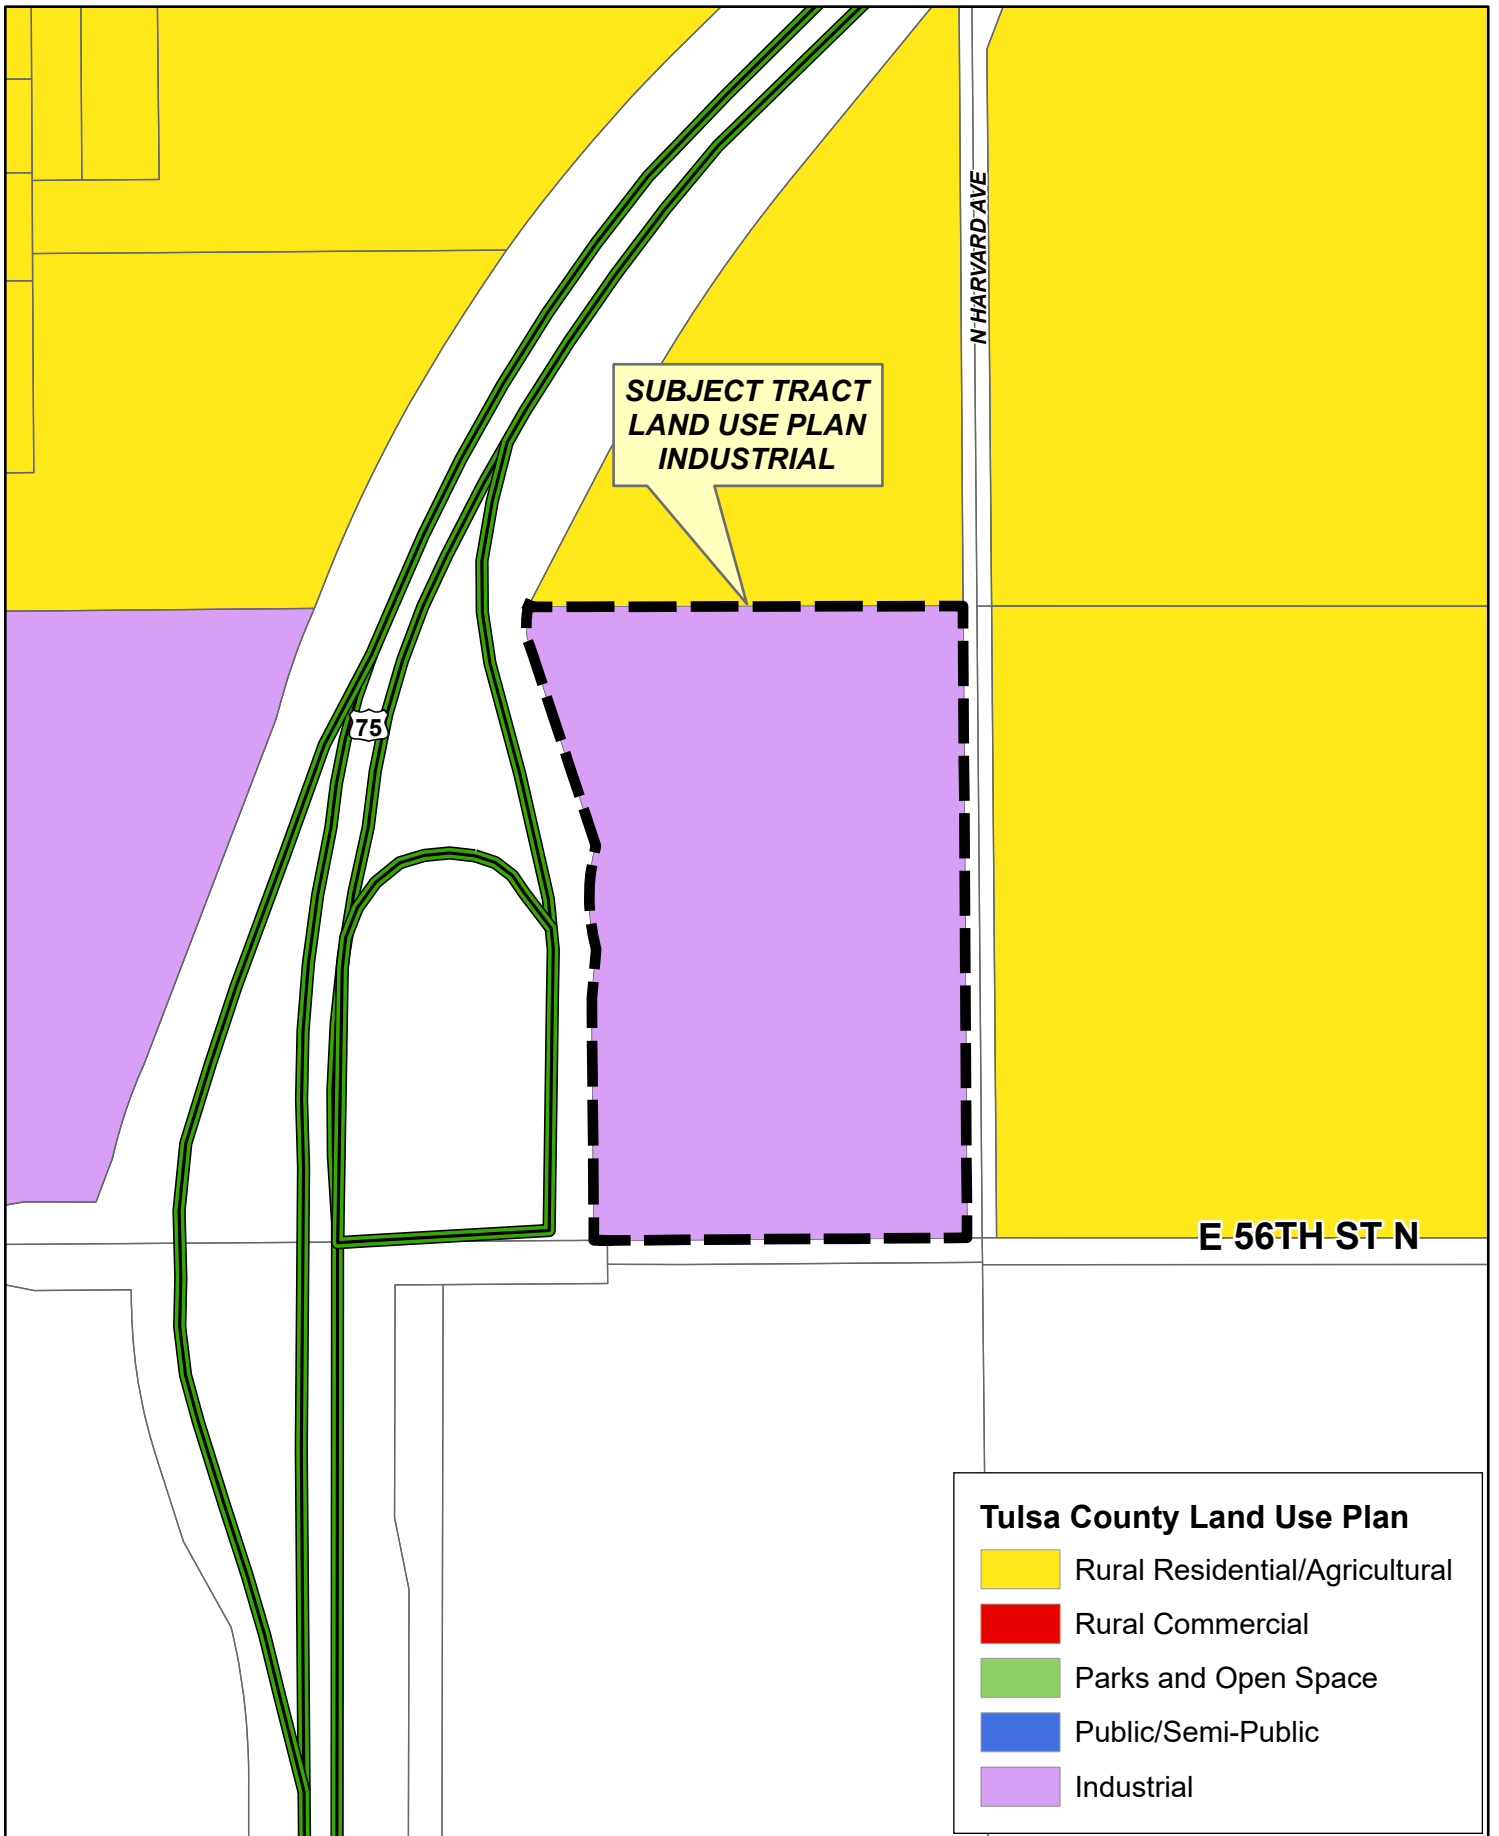 N HARVARD AVE
SUBJECT TRACT
LAND USE PLAN
INDUSTRIAL
75
E 56TH ST N
Tulsa County Land Use Plan
Rural Residential/Agricultural
Rural Commercial
Parks and Open Space
Public/Semi-Public
Industrial